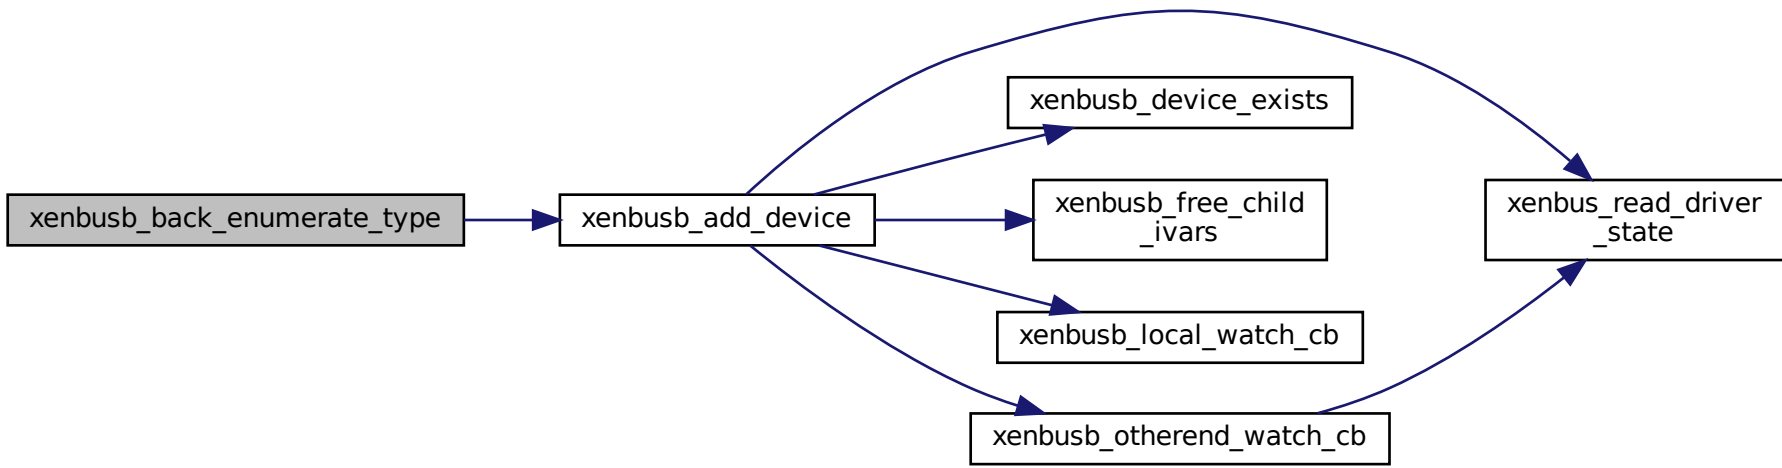 xenbusb_back_enumerate_type
xenbusb_add_device
xenbusb_device_exists
xenbusb_free_child
_ivars
xenbusb_local_watch_cb
xenbusb_otherend_watch_cb
xenbus_read_driver
_state